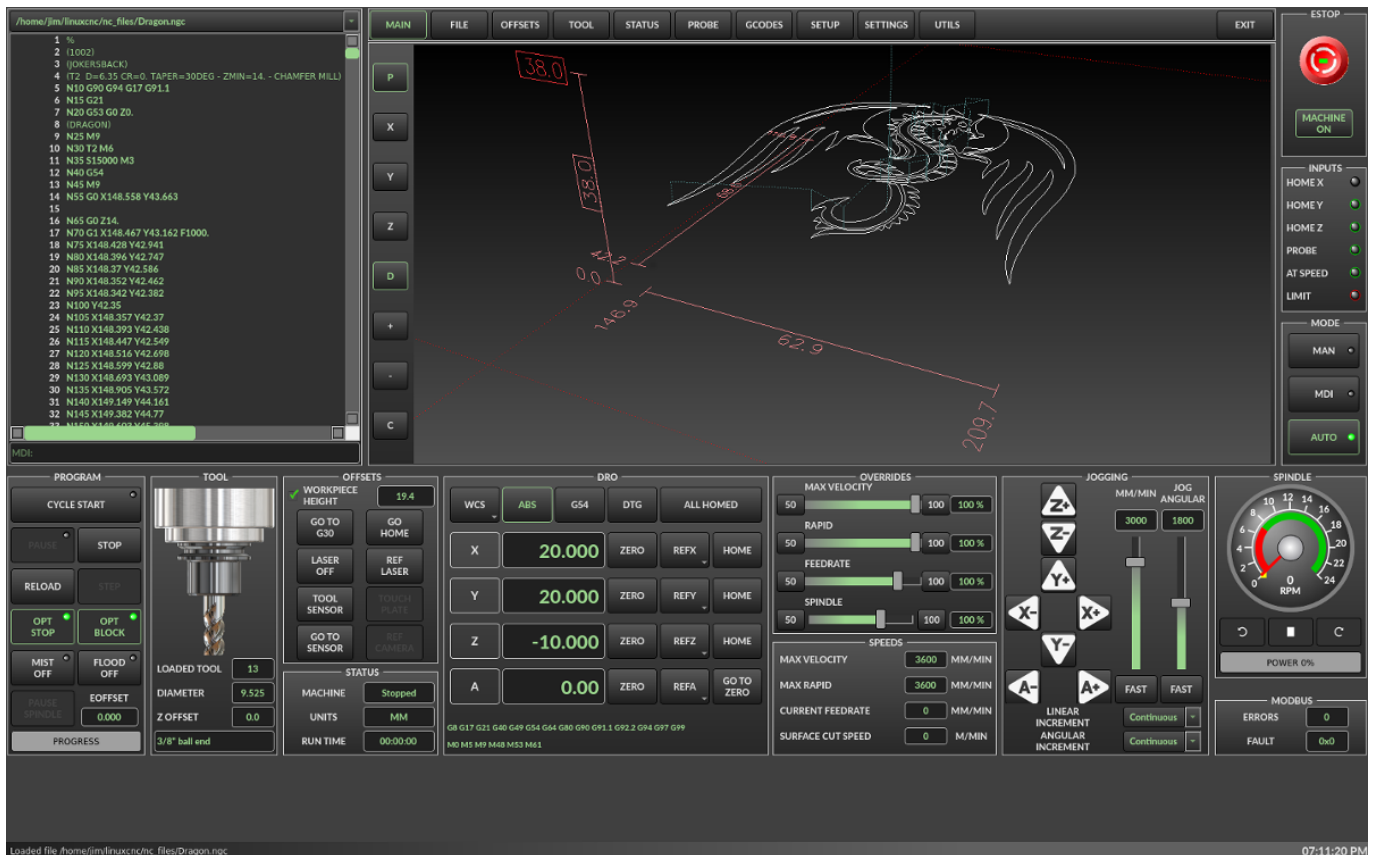 /home/jim/linuxcnc/nc_files/Dragon.ngc
1 %
2 (1002)
3 (JOKERSBACK)
4 (T2 D=6.35 CR=0. TAPER=30DEG - ZMIN=14. - CHAMFER MILL)
5 N10 G90 G94 G17 G91.1
6 N15 G21
7 N20 G53 G0 Z0.
8 (DRAGON)
9 N25 M9
10 N30 T2 M6
11 N35 S15000 M3
12 N40 G54
13 N45 M9
14 N55 G0 X148.558 Y43.663
15
16 N65 G0 Z14.
17 N70 G1 X148.467 Y43.162 F1000.
18 N75 X148.428 Y42.941
19 N80 X148.396 Y42.747
20 N85 X148.37 Y42.586
21 N90 X148.352 Y42.462
22 N95 X148.342 Y42.382
23 N100 Y42.35
24 N105 X148.357 Y42.37
25 N110 X148.393 Y42.438
26 N115 X148.447 Y42.549
27 N120 X148.516 Y42.698
28 N125 X148.599 Y42.88
29 N130 X148.693 Y43.089
30 N135 X148.905 Y43.572
31 N140 X149.149 Y44.161
32 N145 X149.382 Y44.77
MDI:
MAIN FILE OFFSETS TOOL STATUS PROBE GCODES SETUP SETTINGS UTILS EXIT
P
X
Y
Z
D
+
-
C
38.0
38.0
42.2
0.0
146.9
62.9
209.7
ESTOP
MACHINE
ON
INPUTS
HOME X
HOME Y
HOME Z
PROBE
AT SPEED
LIMIT
MODE
MAN
MDI
AUTO
PROGRAM
CYCLE START
PAUSE STOP
RELOAD STEP
OPT
STOP
OPT
BLOCK
MIST
OFF
FLOOD
OFF
PAUSE
SPINDLE
EOFFSET
0.000
PROGRESS
TOOL
LOADED TOOL 13
DIAMETER 9.525
Z OFFSET 0.0
3/8" ball end
OFFSETS
WORKPIECE
HEIGHT
19.4
GO TO
G30
GO
HOME
LASER
OFF
REF
LASER
TOOL
SENSOR
TOUCH
PLATE
GO TO
SENSOR
REF
CAMERA
STATUS
MACHINE Stopped
UNITS MM
RUN TIME 00:00:00
DRO
WCS ABS G54 DTG ALL HOMED
X 20.000 ZERO REFX HOME
Y 20.000 ZERO REFY HOME
Z -10.000 ZERO REFZ HOME
A 0.00 ZERO REFA GO TO
ZERO
G8 G17 G21 G40 G49 G54 G64 G80 G90 G91.1 G92.2 G94 G97 G99
M0 M5 M9 M48 M53 M61
OVERRIDES
MAX VELOCITY
50 100 100 %
RAPID
50 100 100 %
FEEDRATE
50 100 100 %
SPINDLE
50 100 100 %
SPEEDS
MAX VELOCITY 3600 MM/MIN
MAX RAPID 3600 MM/MIN
CURRENT FEEDRATE 0 MM/MIN
SURFACE CUT SPEED 0 M/MIN
JOGGING
Z+
Z-
Y+
X- X+
Y-
A- A+
MM/MIN
JOG
ANGULAR
3000 1800
FAST FAST
LINEAR
INCREMENT
Continuous
ANGULAR
INCREMENT
Continuous
SPINDLE
0 2 4 6 8 10 12 14 16 18 20 22 24
0
RPM
POWER 0%
MODBUS
ERRORS 0
FAULT 0x0
Loaded file /home/jim/linuxcnc/nc_files/Dragon.ngc
07:11:20 PM